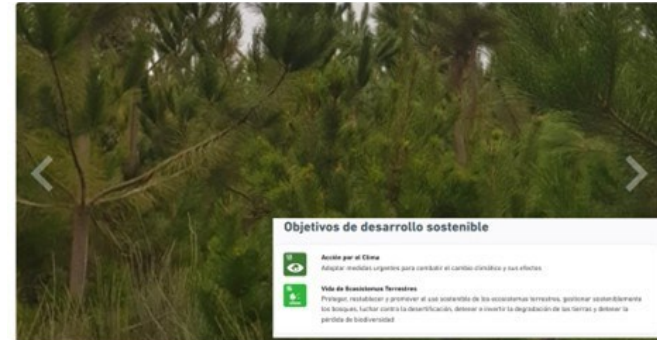 Objetivos de desarrollo sostenible
13
Acción por el Clima
Adoptar medidas urgentes para combatir el cambio climático y sus efectos
Vida de Ecosistemas Terrestres
Proteger, restablecer y promover el uso sostenible de los ecosistemas terrestres, gestionar sosteniblemente
los bosques, luchar contra la desertificación, detener e invertir la degradación de las tierras y detener la
pérdida de biodiversidad